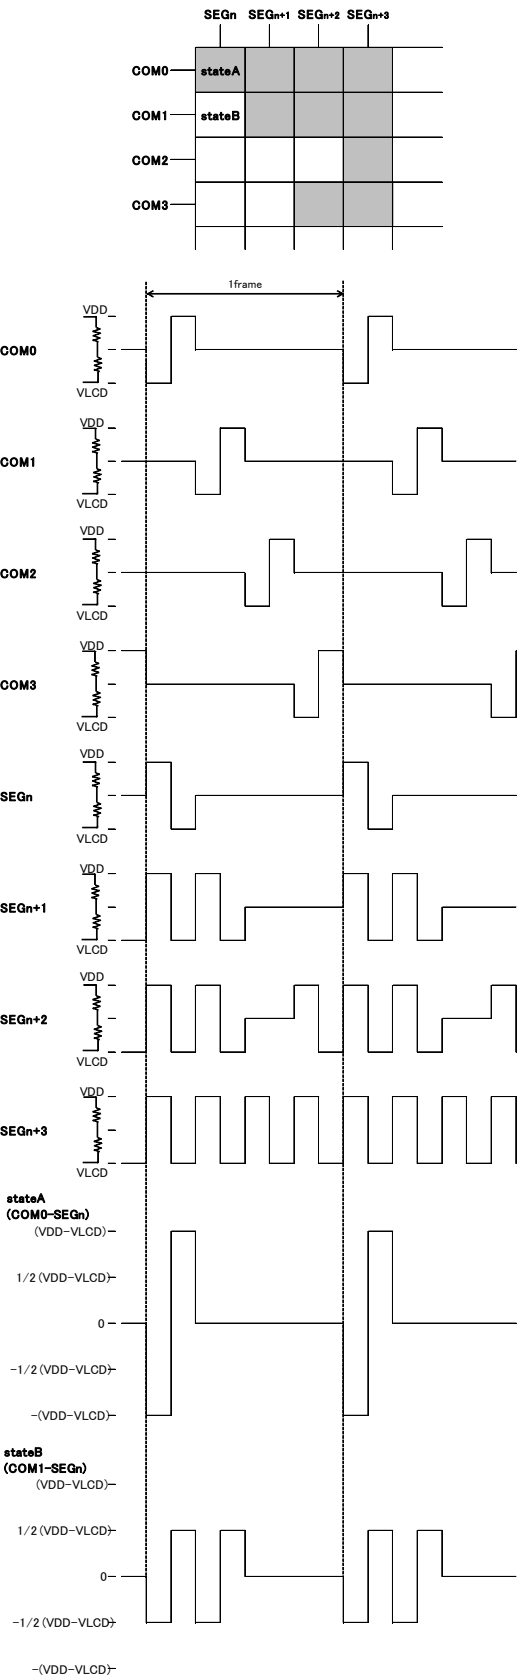 SEGn SEGn+1 SEGn+2 SEGn+3
COM0 stateA
COM1 stateB
COM2
COM3
1frame
VDD
COM0
VLCD
VDD
COM1
VLCD
VDD
COM2
VLCD
VDD
COM3
VLCD
VDD
SEGn
VLCD
VDD
SEGn+1
VLCD
VDD
SEGn+2
VLCD
VDD
SEGn+3
VLCD
stateA
(COM0-SEGn)
(VDD-VLCD)
1/2(VDD-VLCD)
0
-1/2(VDD-VLCD)
-(VDD-VLCD)
stateB
(COM1-SEGn)
(VDD-VLCD)
1/2(VDD-VLCD)
0
-1/2(VDD-VLCD)
-(VDD-VLCD)